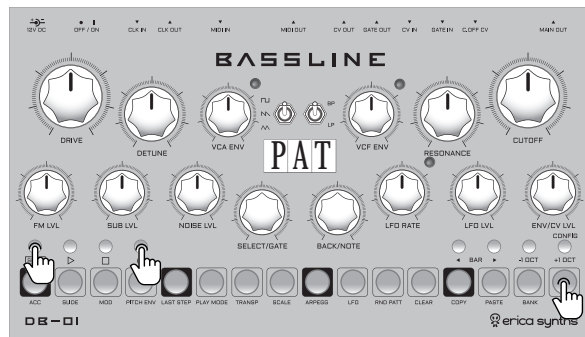 12V DC OFF / ON CLK IN CLK OUT MIDI IN MIDI OUT CV OUT GATE OUT CV IN GATE IN C.OFF CV MAIN OUT
BASSLINE
BP
LP
DRIVE DETUNE VCA ENV VCF ENV RESONANCE CUTOFF
PAT
FM LVL SUB LVL NOISE LVL SELECT/GATE BACK/NOTE LFO RATE LFO LVL ENV/CV LVL
CONFIG
BAR -1 OCT +1 OCT
ACC SLIDE MOD PITCH ENV LAST STEP PLAY MODE TRANSP SCALE ARPEGG LFO RND PATT CLEAR COPY PASTE BANK
DB-01 erica synths